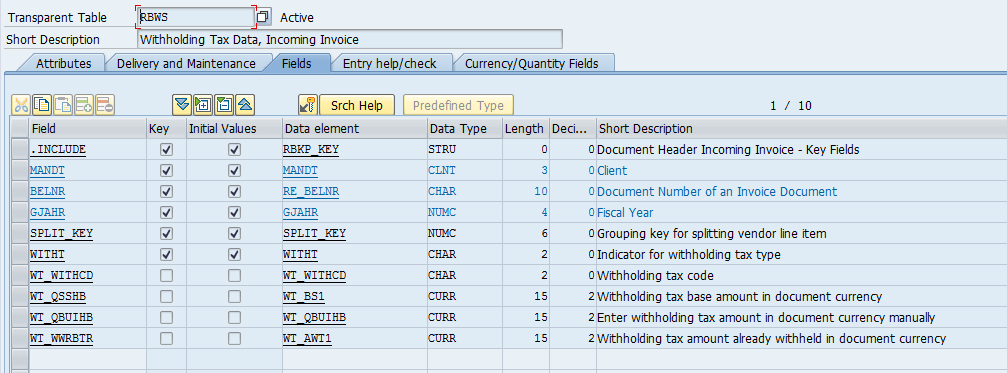 Transparent Table RBWS Active
Short Description Withholding Tax Data, Incoming Invoice
Attributes Delivery and Maintenance Fields Entry help/check Currency/Quantity Fields
Srch Help Predefined Type 1 / 10
Field Key Initial Values Data element Data Type Length Deci... Short Description
.INCLUDE RBKP_KEY STRU 0 0 Document Header Incoming Invoice - Key Fields
MANDT MANDT CLNT 3 0 Client
BELNR RE_BELNR CHAR 10 0 Document Number of an Invoice Document
GJAHR GJAHR NUMC 4 0 Fiscal Year
SPLIT_KEY SPLIT_KEY NUMC 6 0 Grouping key for splitting vendor line item
WITHT WITHT CHAR 2 0 Indicator for withholding tax type
WT_WITHCD WT_WITHCD CHAR 2 0 Withholding tax code
WT_QSSHB WT_BS1 CURR 15 2 Withholding tax base amount in document currency
WT_QBUIHB WT_QBUIHB CURR 15 2 Enter withholding tax amount in document currency manually
WT_WWRBTR WT_AWT1 CURR 15 2 Withholding tax amount already withheld in document currency